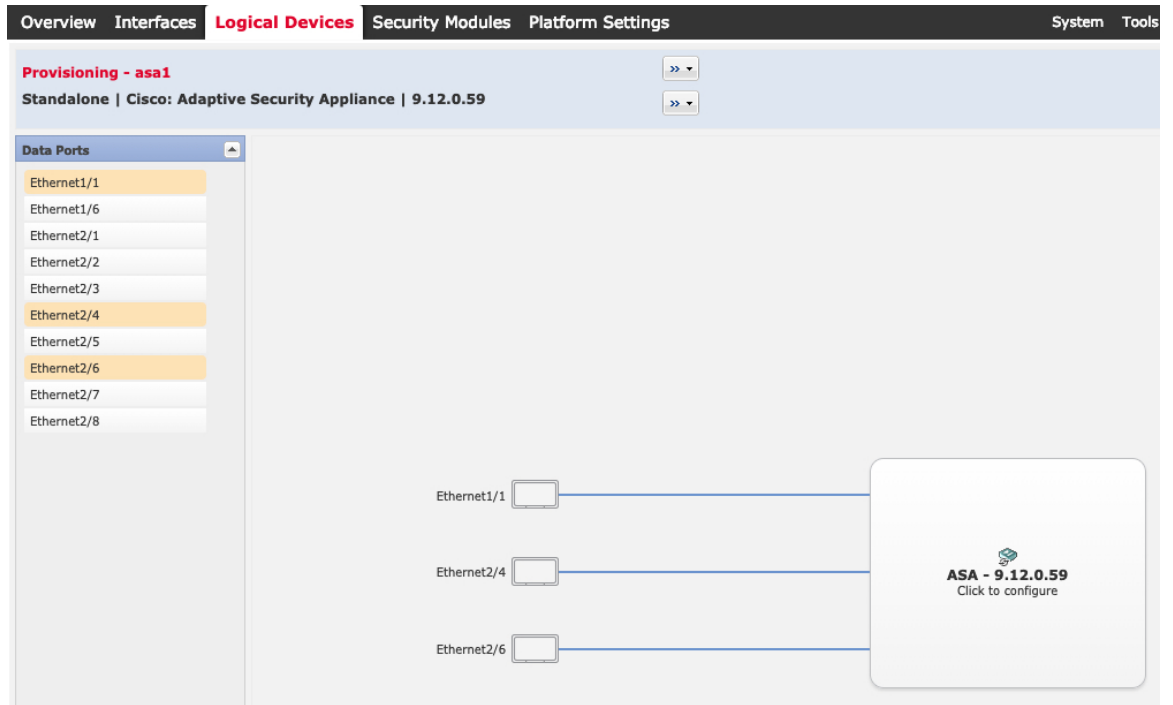 Overview Interfaces Logical Devices Security Modules Platform Settings System Tools
Provisioning - asa1
Standalone | Cisco: Adaptive Security Appliance | 9.12.0.59
Data Ports
Ethernet1/1
Ethernet1/6
Ethernet2/1
Ethernet2/2
Ethernet2/3
Ethernet2/4
Ethernet2/5
Ethernet2/6
Ethernet2/7
Ethernet2/8
Ethernet1/1
Ethernet2/4
ASA - 9.12.0.59
Click to configure
Ethernet2/6